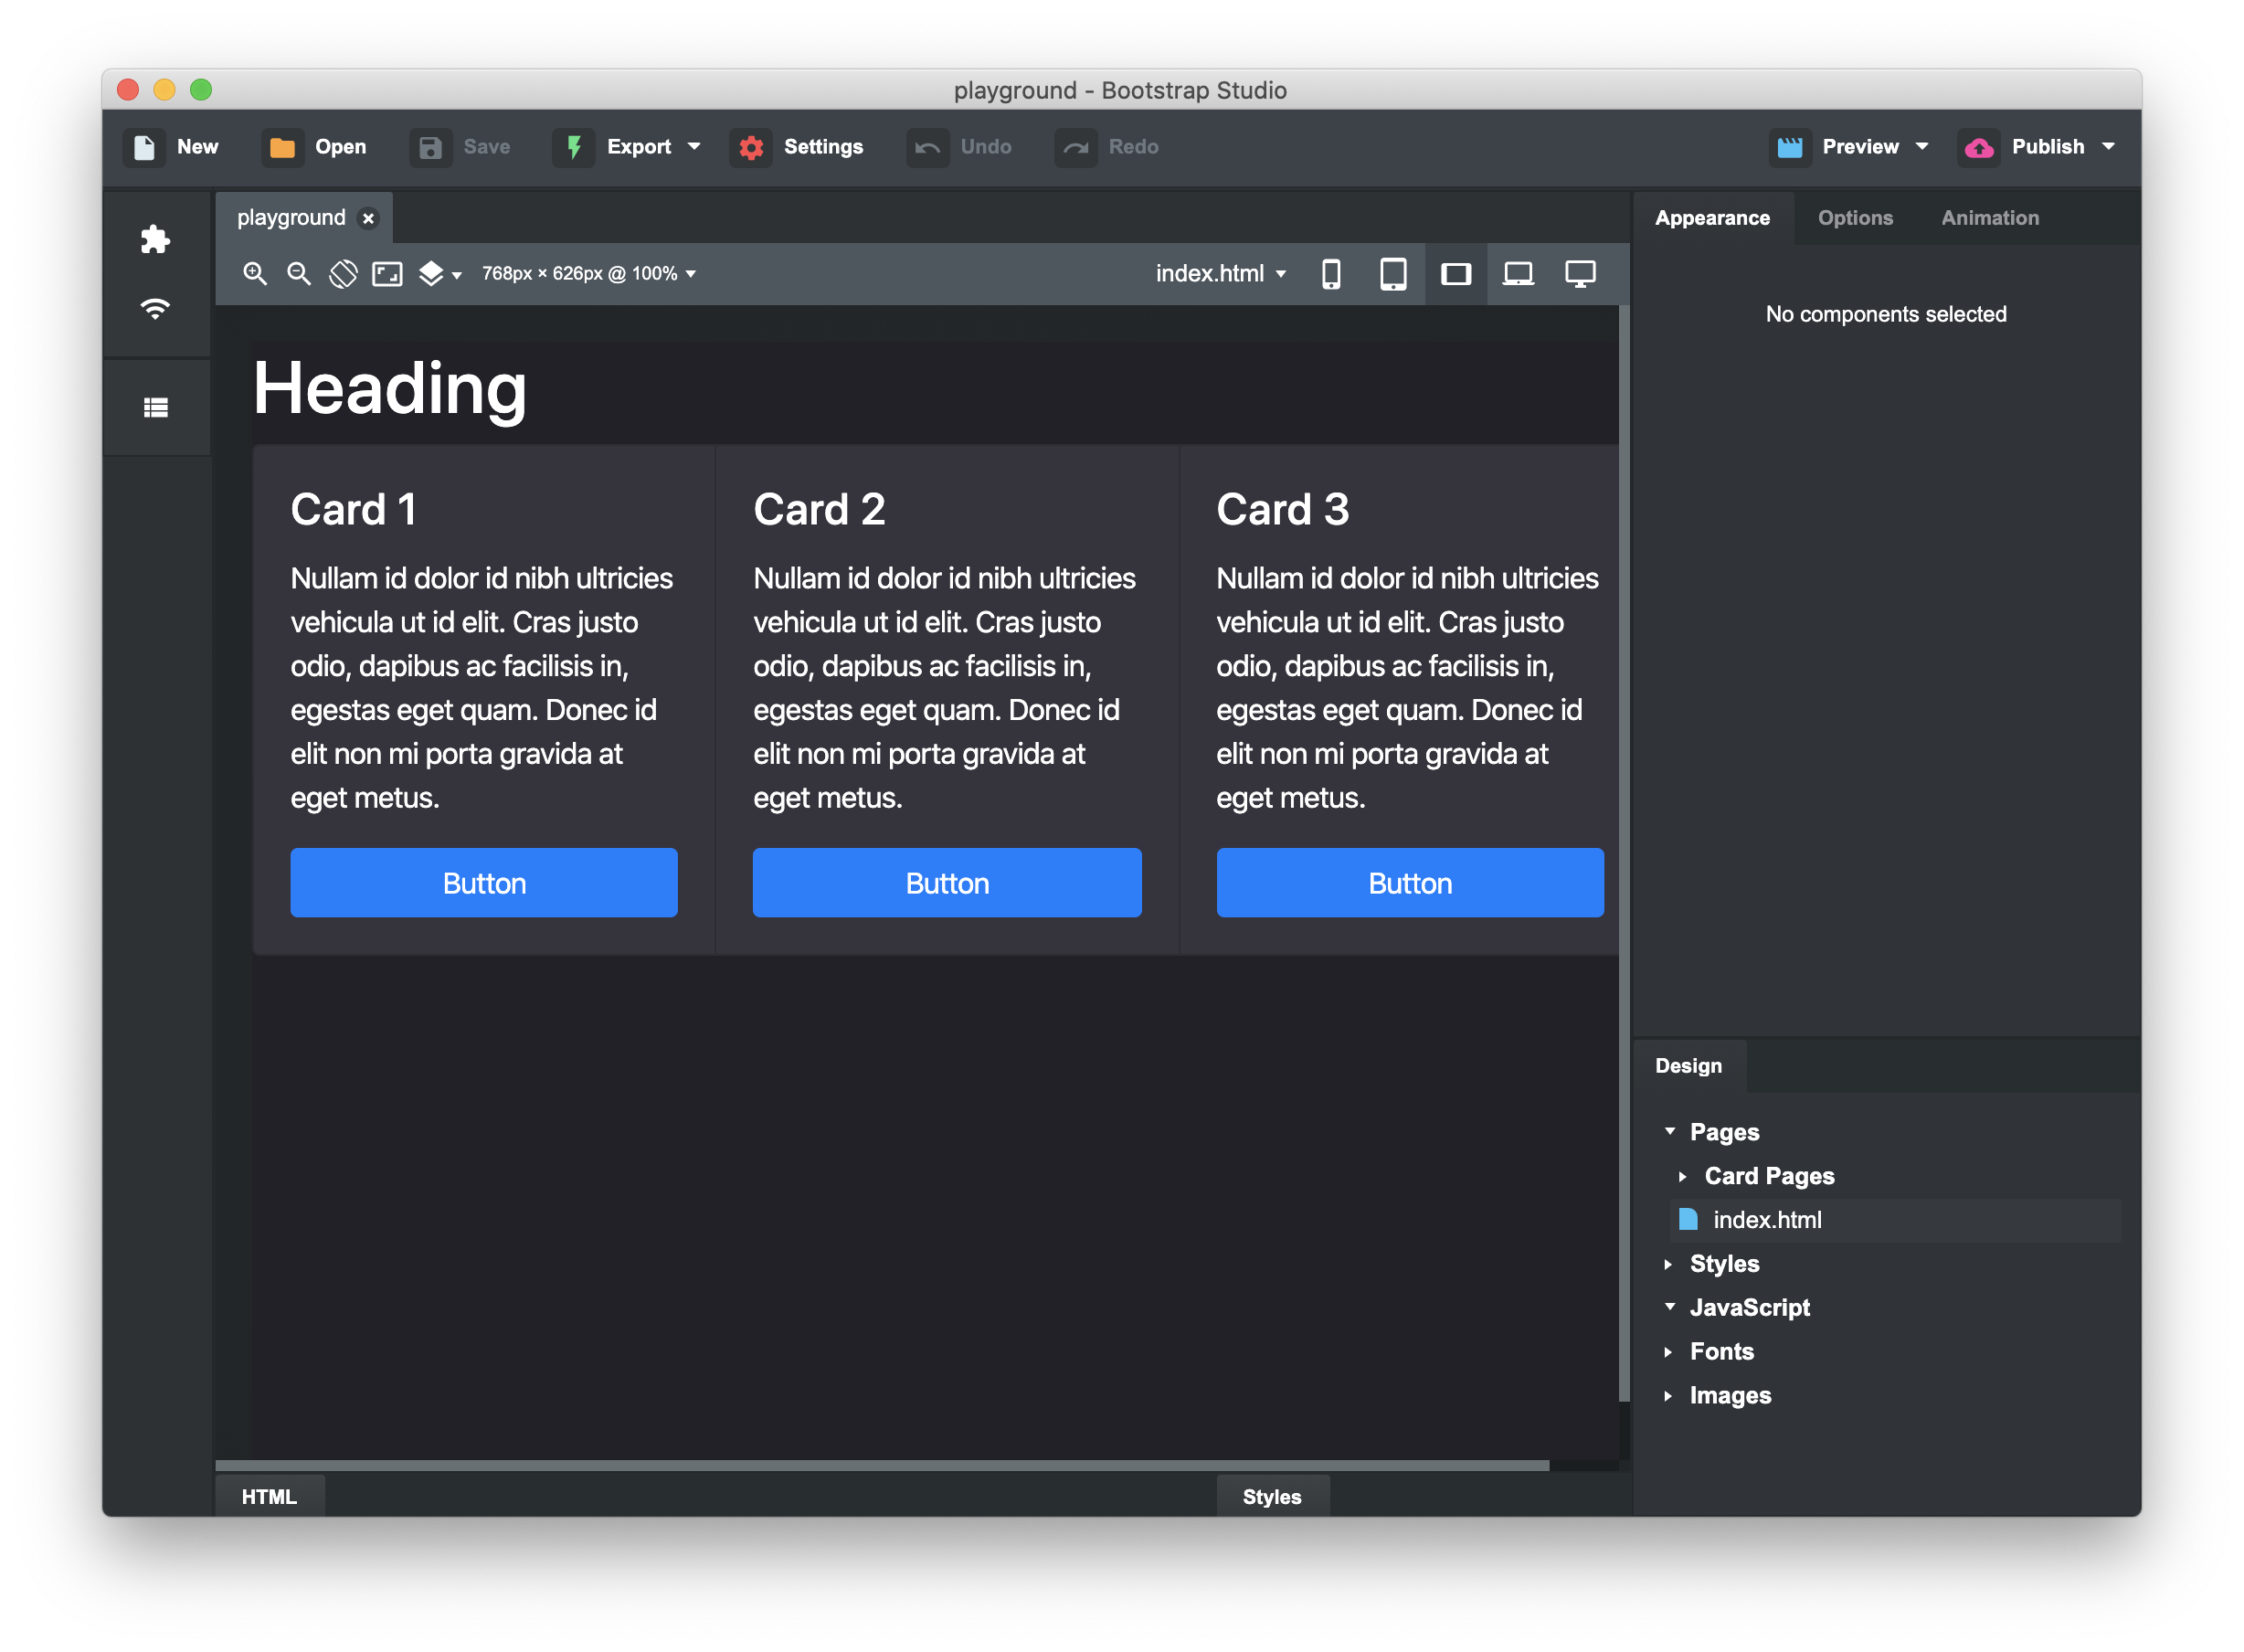 playground - Bootstrap Studio
New Open Save Export Settings Undo Redo Preview Publish
playground
Appearance Options Animation
768px × 626px @ 100% index.html
No components selected
Heading
Card 1
Nullam id dolor id nibh ultricies
vehicula ut id elit. Cras justo
odio, dapibus ac facilisis in,
egestas eget quam. Donec id
elit non mi porta gravida at
eget metus.
Button
Card 2
Nullam id dolor id nibh ultricies
vehicula ut id elit. Cras justo
odio, dapibus ac facilisis in,
egestas eget quam. Donec id
elit non mi porta gravida at
eget metus.
Button
Card 3
Nullam id dolor id nibh ultricies
vehicula ut id elit. Cras justo
odio, dapibus ac facilisis in,
egestas eget quam. Donec id
elit non mi porta gravida at
eget metus.
Button
Design
Pages
Card Pages
index.html
Styles
JavaScript
Fonts
Images
HTML
Styles